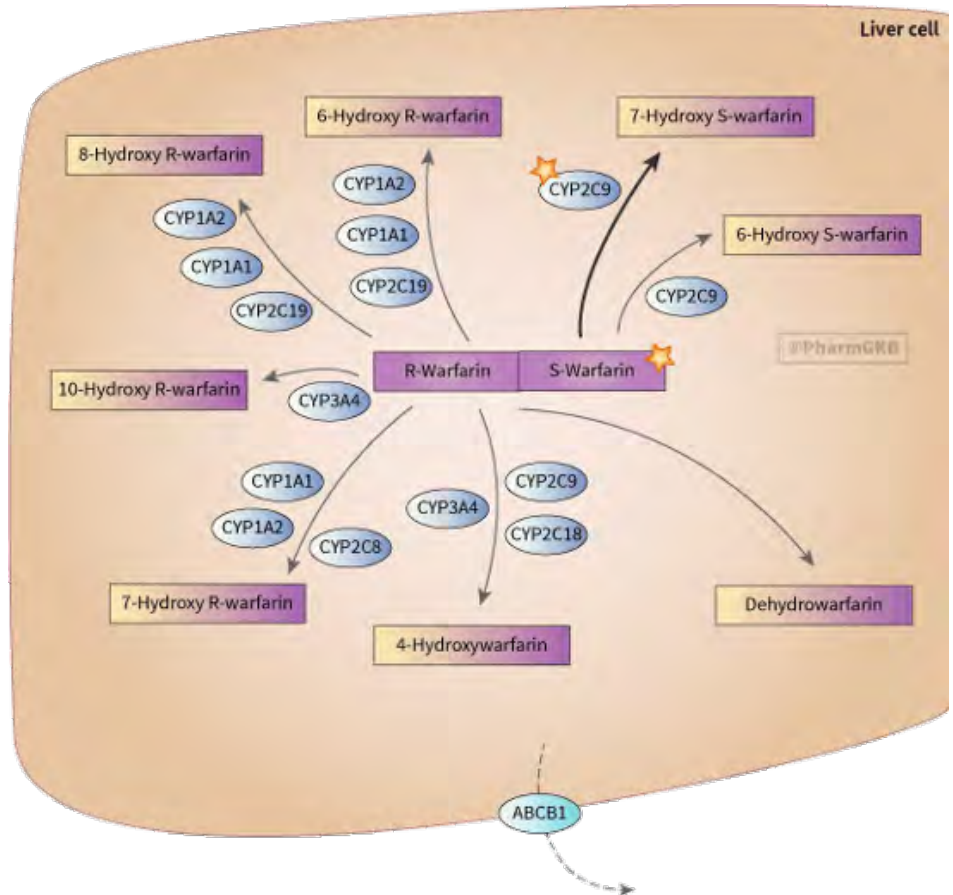 Liver cell
6-Hydroxy R-warfarin
7-Hydroxy S-warfarin
8-Hydroxy R-warfarin
CYP1A2
CYP2C9
CYP1A2
6-Hydroxy S-warfarin
CYP1A1
CYP1A1
CYP2C19
CYP2C9
CYP2C19
©PharmGKB
R-Warfarin
S-Warfarin
10-Hydroxy R-warfarin
CYP3A4
CYP1A1
CYP2C9
CYP3A4
CYP1A2
CYP2C18
CYP2C8
7-Hydroxy R-warfarin
Dehydrowarfarin
4-Hydroxywarfarin
ABCB1